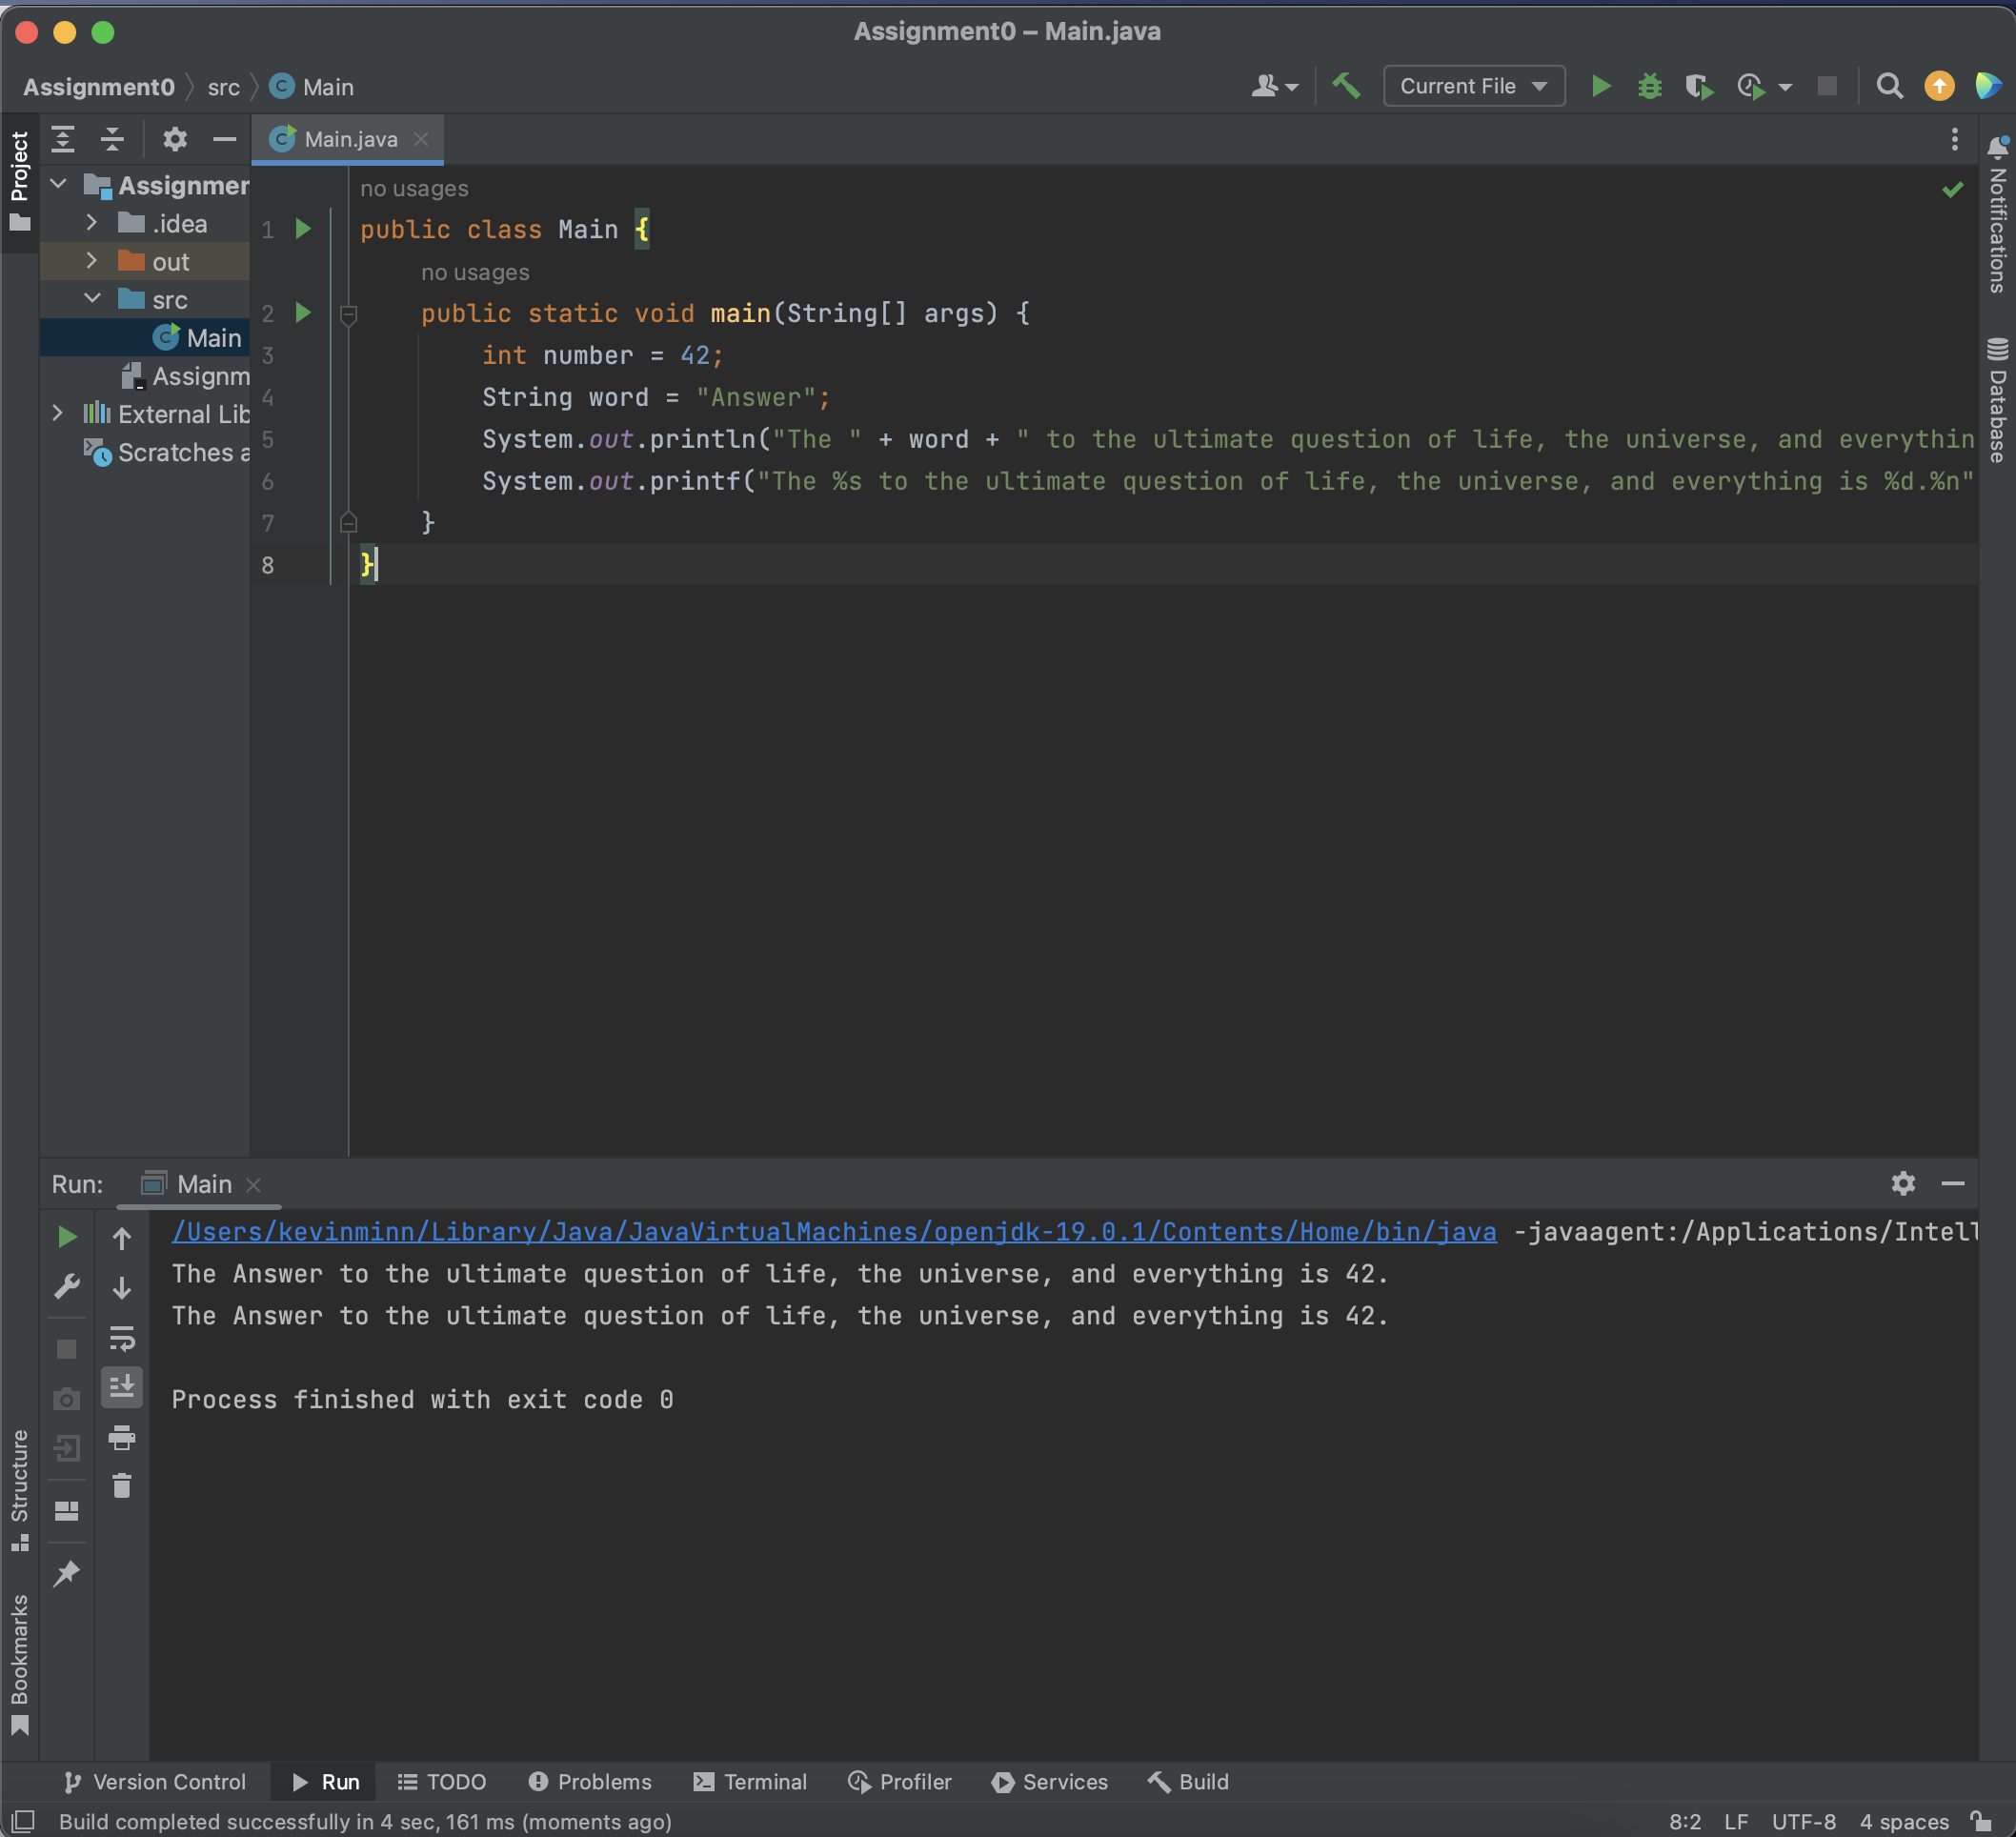 Assignment0 – Main.java
Assignment0 src Main
Current File
Project
Main.java
Assignmen
.idea
out
src
Main
Assignm
External Lib
Scratches a
no usages
1 public class Main {
no usages
2 public static void main(String[] args) {
3 int number = 42;
4 String word = "Answer";
5 System.out.println("The " + word + " to the ultimate question of life, the universe, and everythin
6 System.out.printf("The %s to the ultimate question of life, the universe, and everything is %d.%n"
7 }
8 }
Notifications
Database
Run: Main
/Users/kevinminn/Library/Java/JavaVirtualMachines/openjdk-19.0.1/Contents/Home/bin/java -javaagent:/Applications/Intell
The Answer to the ultimate question of life, the universe, and everything is 42.
The Answer to the ultimate question of life, the universe, and everything is 42.
Process finished with exit code 0
Structure
Bookmarks
Version Control Run TODO Problems Terminal Profiler Services Build
Build completed successfully in 4 sec, 161 ms (moments ago) 8:2 LF UTF-8 4 spaces